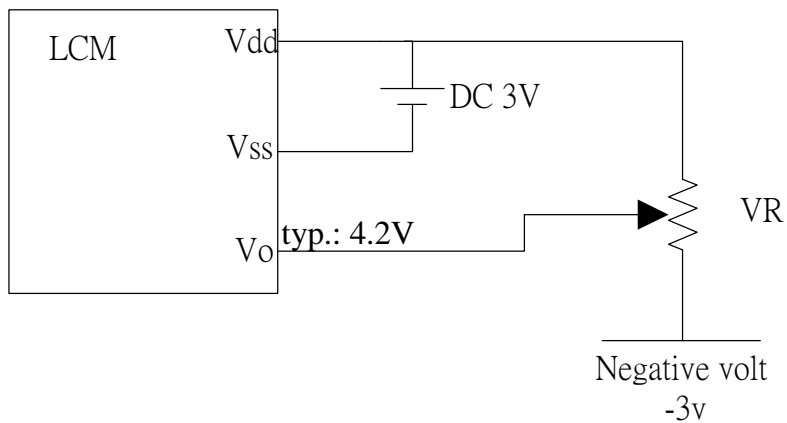 LCM
Vdd
DC 3V
Vss
VR
Vo
typ.: 4.2V
Negative volt
-3v